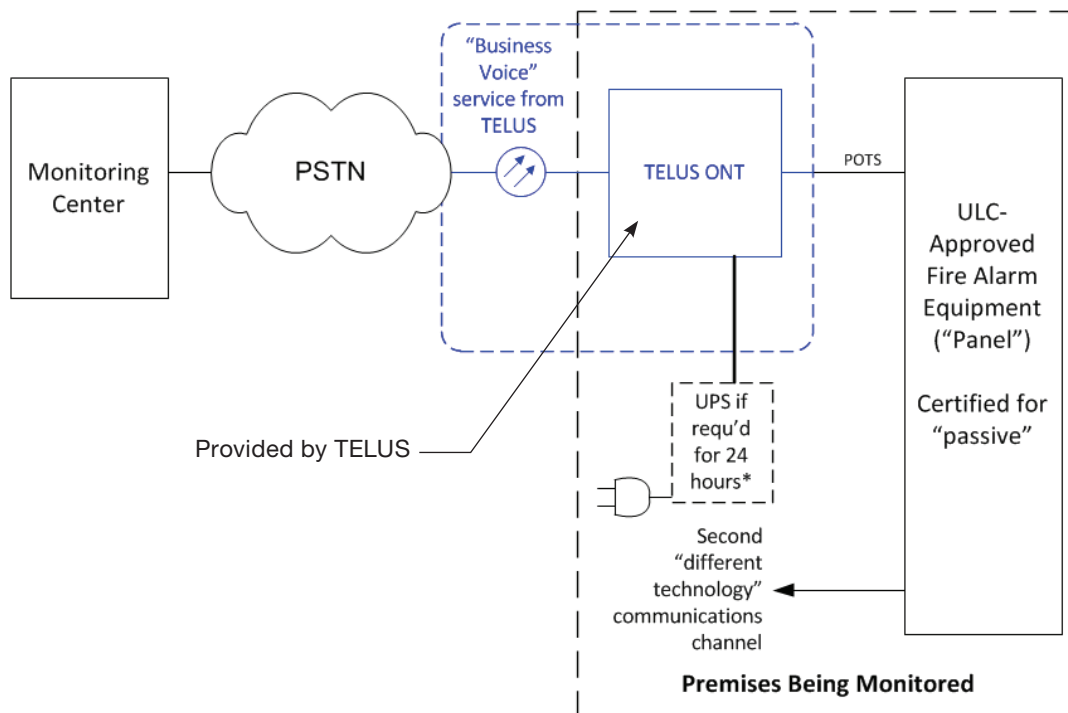 “Business
Voice”
service from
TELUS
Monitoring
Center
PSTN
TELUS ONT
POTS
ULC-
Approved
Fire Alarm
Equipment
(“Panel”)
Certified for
“passive”
Provided by TELUS
UPS if
requ’d
for 24
hours*
Second
“different
technology”
communications
channel
Premises Being Monitored